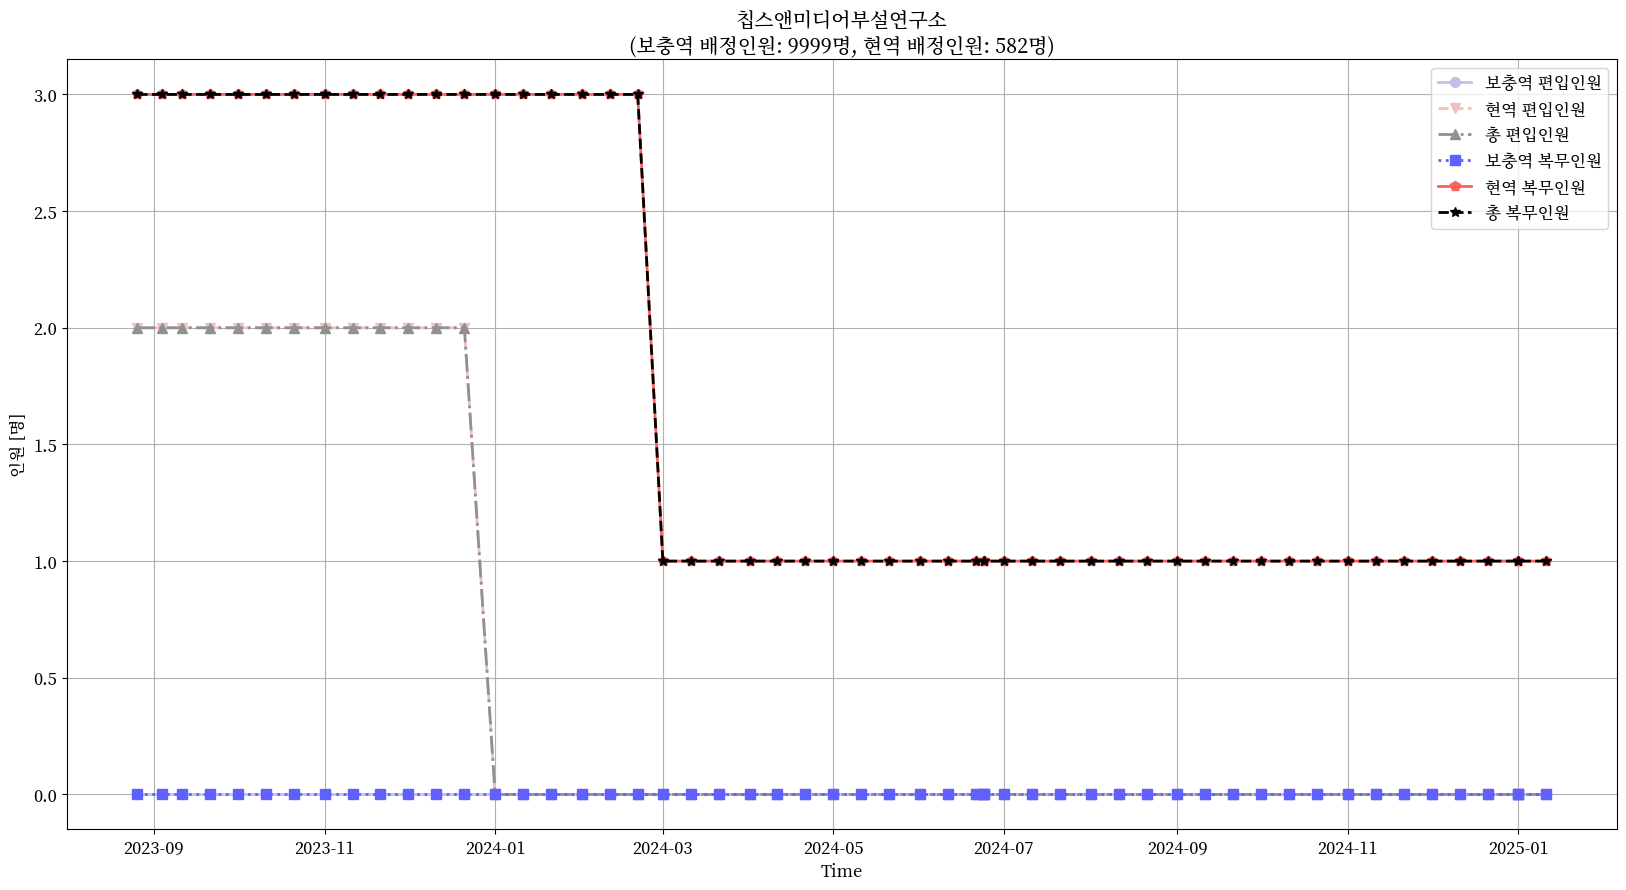 칩스앤미디어부설연구소
(보충역 배정인원: 9999명, 현역 배정인원: 582명)
보충역 편입인원
현역 편입인원
총 편입인원
보충역 복무인원
현역 복무인원
총 복무인원
인원 [명]
3.0
2.5
2.0
1.5
1.0
0.5
0.0
2023-09 2023-11 2024-01 2024-03 2024-05 2024-07 2024-09 2024-11 2025-01
Time